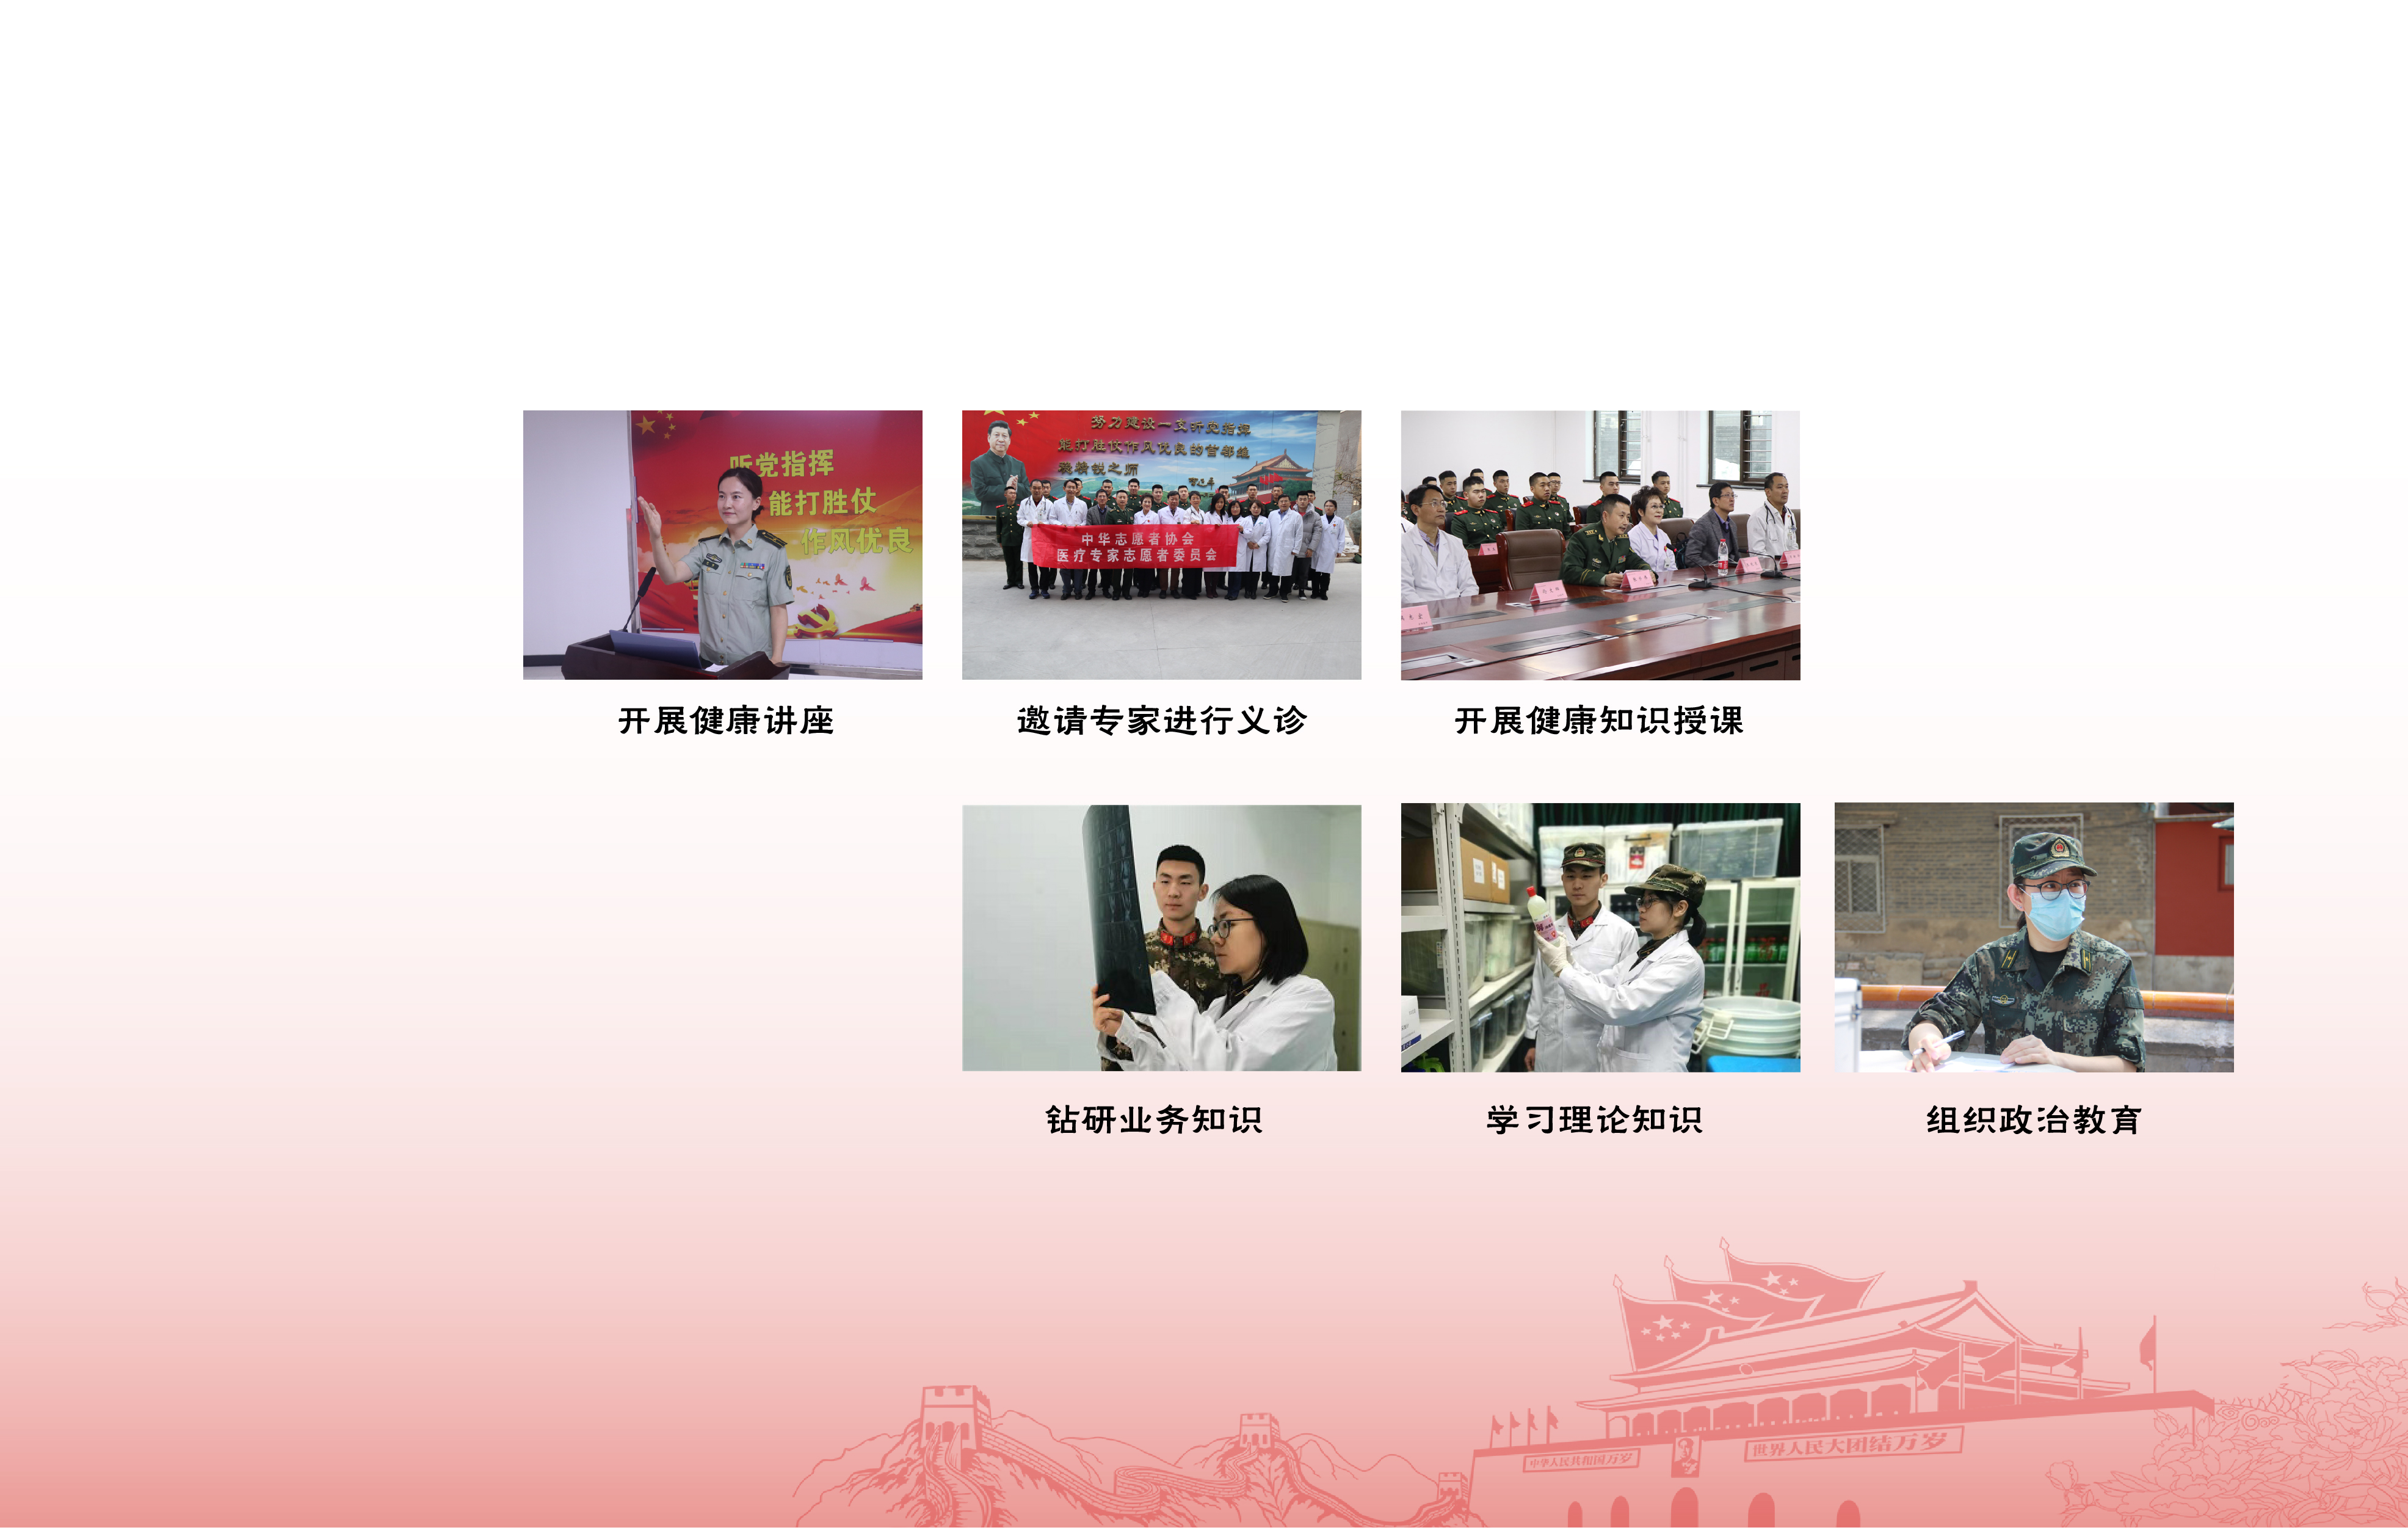 听党指挥
能打胜仗
作风优良
努力建设一支听党指挥
能打胜仗作风优良的首都维
稳精锐之师
中华志愿者协会
医疗专家志愿者委员会
开展健康讲座
邀请专家进行义诊
开展健康知识授课
钻研业务知识
学习理论知识
组织政治教育
中华人民共和国万岁
世界人民大团结万岁